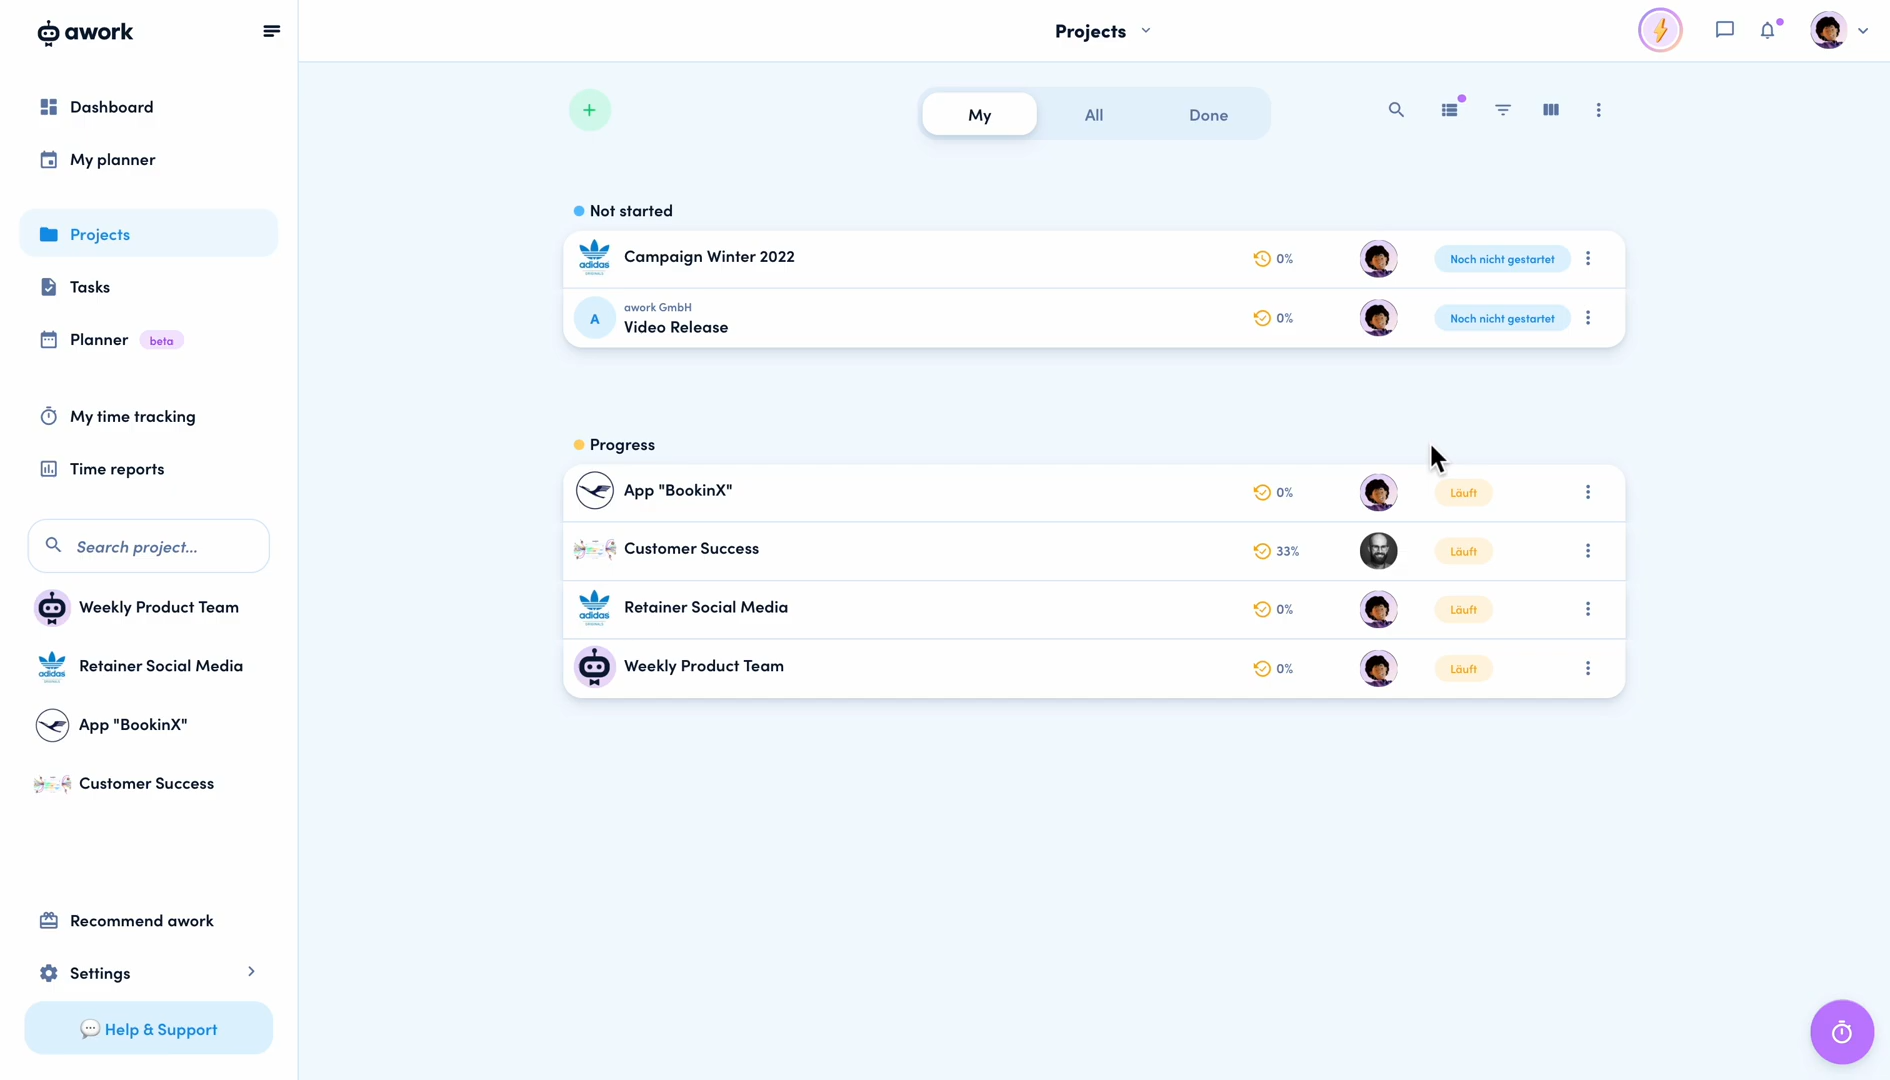 awork
Dashboard
My planner
Projects
Tasks
Planner beta
My time tracking
Time reports
Search project...
Weekly Product Team
adidas
Retainer Social Media
App "BookinX"
Customer Success
Recommend awork
Settings
Help & Support
Projects
My
All
Done
Not started
adidas
Campaign Winter 2022
0%
Noch nicht gestartet
A
awork GmbH
Video Release
0%
Noch nicht gestartet
Progress
App "BookinX"
0%
Läuft
Customer Success
33%
Läuft
adidas
Retainer Social Media
0%
Läuft
Weekly Product Team
0%
Läuft